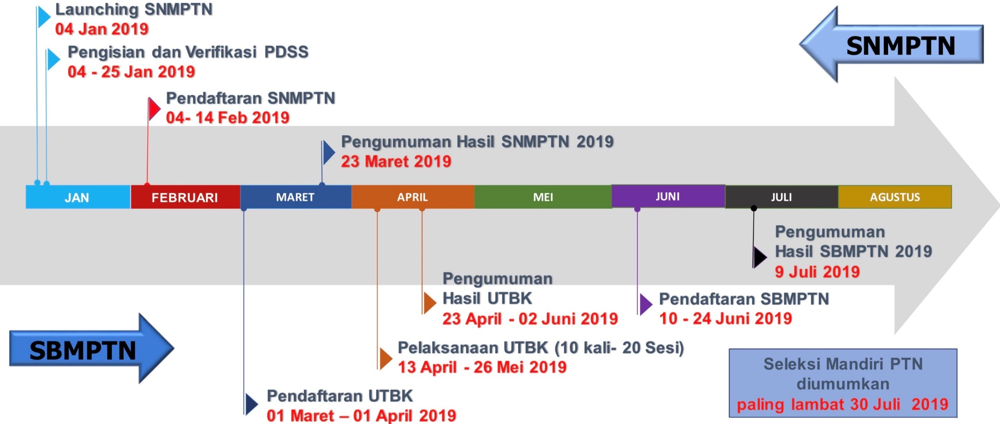 Launching SNMPTN
04 Jan 2019
Pengisian dan Verifikasi PDSS
04 - 25 Jan 2019
SNMPTN
Pendaftaran SNMPTN
04- 14 Feb 2019
Pengumuman Hasil SNMPTN 2019
23 Maret 2019
JAN FEBRUARI MARET APRIL MEI JUNI JULI AGUSTUS
Pengumuman
Hasil SBMPTN 2019
9 Juli 2019
Pengumuman
Hasil UTBK
23 April - 02 Juni 2019
Pendaftaran SBMPTN
10 - 24 Juni 2019
SBMPTN
Pelaksanaan UTBK (10 kali- 20 Sesi)
13 April - 26 Mei 2019
Pendaftaran UTBK
01 Maret – 01 April 2019
Seleksi Mandiri PTN
diumumkan
paling lambat 30 Juli 2019